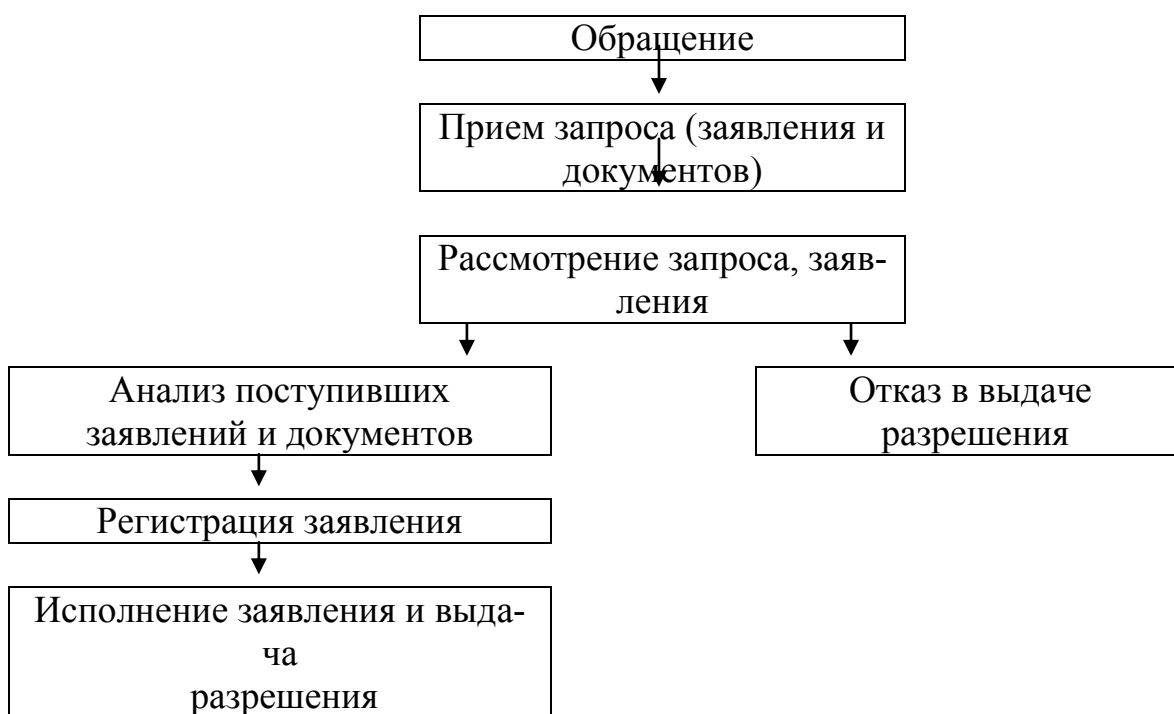 Обращение
Прием запроса (заявления и
документов)
Рассмотрение запроса, заяв-
ления
Анализ поступивших
заявлений и документов
Отказ в выдаче
разрешения
Регистрация заявления
Исполнение заявления и выда-
ча
разрешения